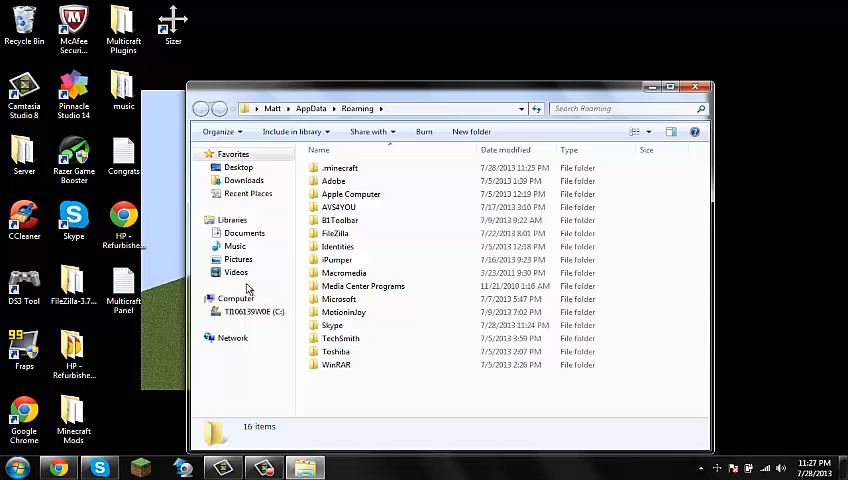 Recycle Bin
McAfee
Securi...
Multicraft
Plugins
Sizer
Camtasia
Studio 8
Pinnacle
Studio 14
music
Server
Razer Game
Booster
Congrats
CCleaner
Skype
HP -
Refurbishe...
DS3 Tool
FileZilla-3.7...
Multicraft
Panel
99
Fraps
HP -
Refurbishe...
Google
Chrome
Minecraft
Mods
Matt
AppData
Roaming
Search Roaming
Organize
Include in library
Share with
Burn
New folder
Name
Date modified
Type
Size
Favorites
Desktop
Downloads
Recent Places
Libraries
Documents
Music
Pictures
Videos
Computer
TI106139W0E (C:)
Network
.minecraft 7/28/2013 11:25 PM File folder
Adobe 7/5/2013 1:39 PM File folder
Apple Computer 7/5/2013 12:19 PM File folder
AVS4YOU 7/17/2013 3:10 PM File folder
B1Toolbar 7/9/2013 9:22 AM File folder
FileZilla 7/22/2013 8:01 PM File folder
Identities 7/5/2013 12:18 PM File folder
iPumper 7/16/2013 9:23 PM File folder
Macromedia 3/23/2011 9:30 PM File folder
Media Center Programs 11/21/2010 1:16 AM File folder
Microsoft 7/7/2013 5:47 PM File folder
MotioninJoy 7/9/2013 7:02 PM File folder
Skype 7/28/2013 11:24 PM File folder
TechSmith 7/5/2013 3:59 PM File folder
Toshiba 7/5/2013 2:07 PM File folder
WinRAR 7/5/2013 2:26 PM File folder
16 items
11:27 PM
7/28/2013